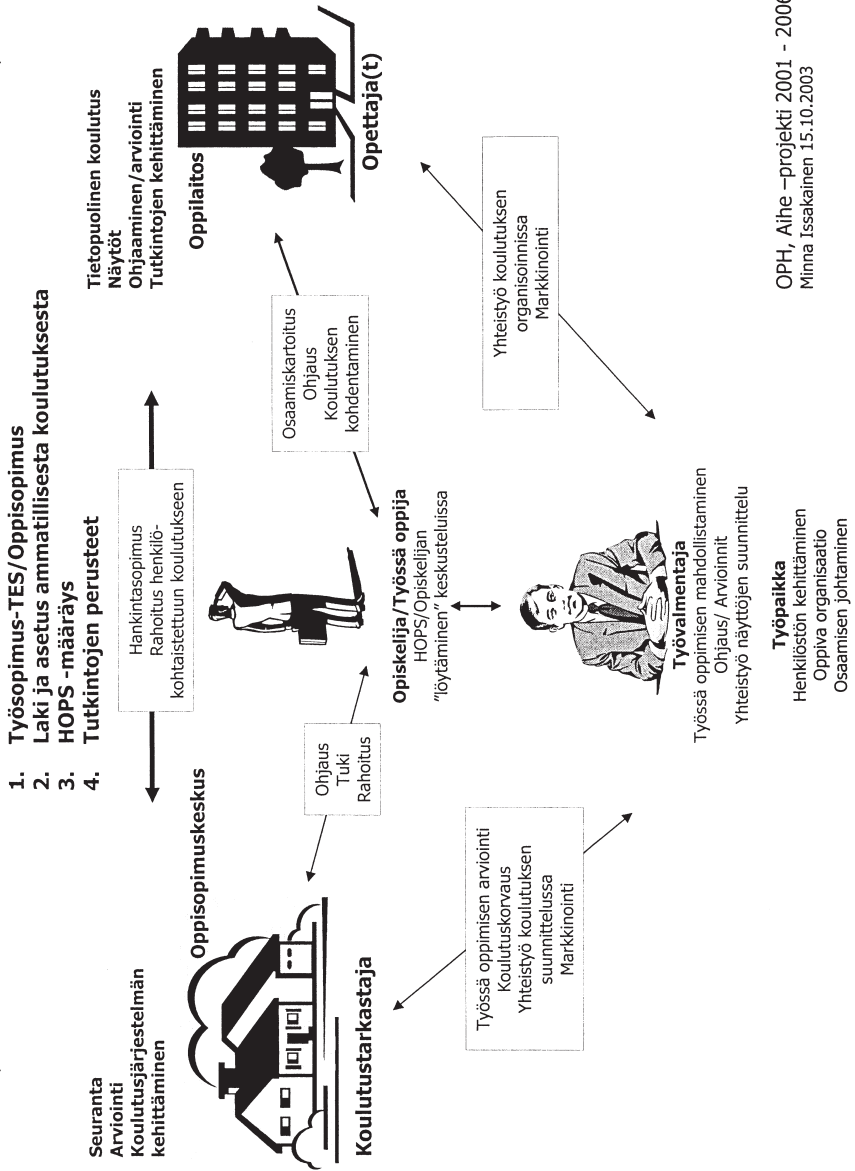 1. Työsopimus-TES/Oppisopimus
2. Laki ja asetus ammatillisesta koulutuksesta
3. HOPS -määräys
4. Tutkintojen perusteet
Seuranta
Arviointi
Koulutusjärjestelmän
kehittäminen
Hankintasopimus
Rahoitus henkilö-
kohtaistettuun koulutukseen
Tietopuolinen koulutus
Näytöt
Ohjaaminen/arviointi
Tutkintojen kehittäminen
Oppisopimuskeskus
Koulutustarkastaja
Oppilaitos
Opettaja(t)
Ohjaus
Tuki
Rahoitus
Osaamiskartoitus
Ohjaus
Koulutuksen
kohdentaminen
Opiskelija/Työssä oppija
HOPS/Opiskelijan
”löytäminen” keskusteluissa
Työssä oppimisen arviointi
Koulutuskorvaus
Yhteistyö koulutuksen
suunnittelussa
Markkinointi
Yhteistyö koulutuksen
organisoinnissa
Markkinointi
Työvalmentaja
Työssä oppimisen mahdollistaminen
Ohjaus/ Arvioinnit
Yhteistyö näyttöjen suunnittelu
Työpaikka
Henkilöstön kehittäminen
Oppiva organisaatio
Osaamisen johtaminen
OPH, Aihe –projekti 2001 - 2006
Minna Issakainen 15.10.2003